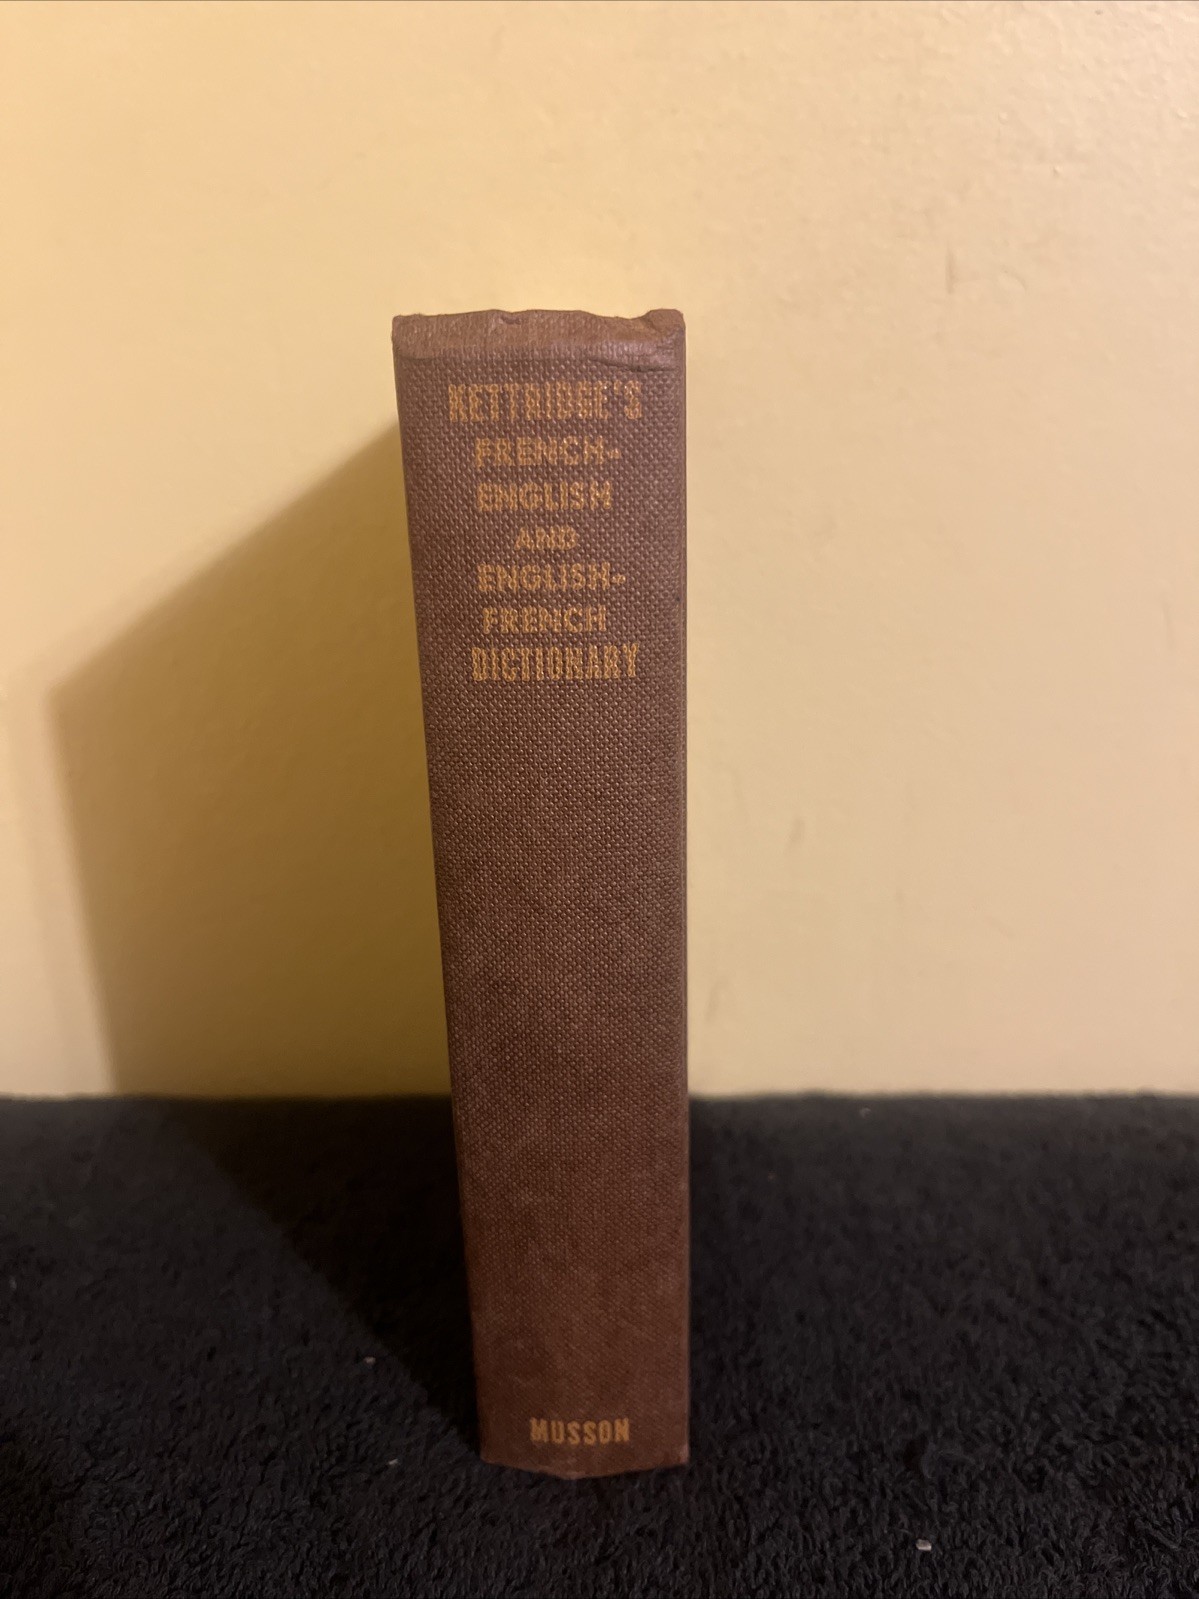 KETTRIDGE'S
FRENCH-
ENGLISH
AND
ENGLISH-
FRENCH
DICTIONARY
MUSSON